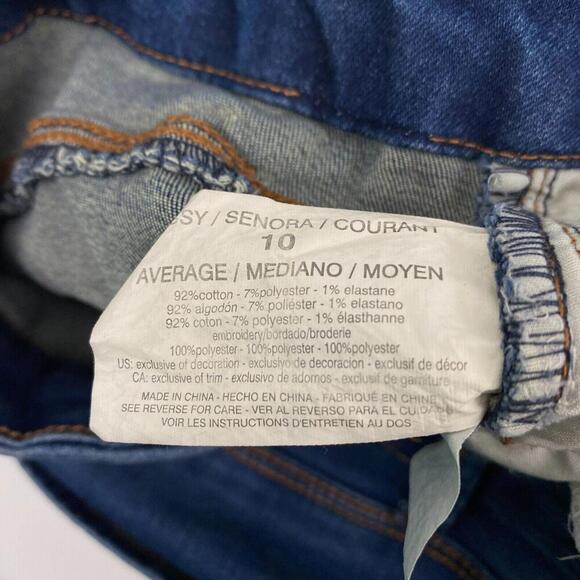 SSY / SENORA / COURANT
10
AVERAGE / MEDIANO / MOYEN
92%cotton - 7%polyester - 1% elastane
92% algodón - 7% poliéster - 1% elastano
92% coton - 7% polyester - 1% élasthanne
embroidery/bordado/broderie
100%polyester - 100%polyester - 100%polyester
US: exclusive of decoration - exclusivo de decoracion - exclusif de décor
CA: exclusive of trim - exclusivo de adornos - exclusif de garniture
MADE IN CHINA - HECHO EN CHINA - FABRIQUÉ EN CHINE
SEE REVERSE FOR CARE - VER AL REVERSO PARA EL CUIDADO
VOIR LES INSTRUCTIONS D'ENTRETIEN AU DOS